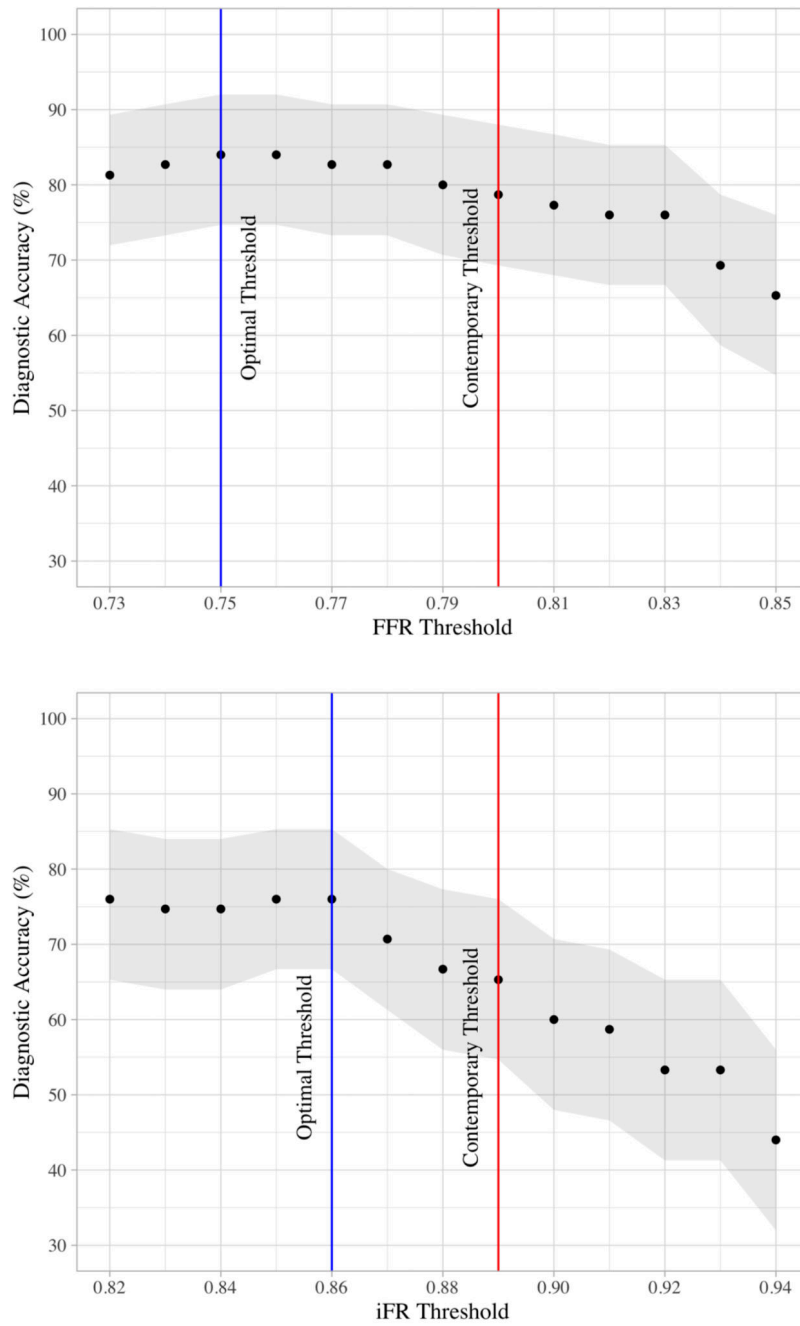 100
90
80
70
60
50
40
30
Diagnostic Accuracy (%)
Optimal Threshold
Contemporary Threshold
0.73 0.75 0.77 0.79 0.81 0.83 0.85
FFR Threshold
100
90
80
70
60
50
40
30
Diagnostic Accuracy (%)
Optimal Threshold
Contemporary Threshold
0.82 0.84 0.86 0.88 0.90 0.92 0.94
iFR Threshold